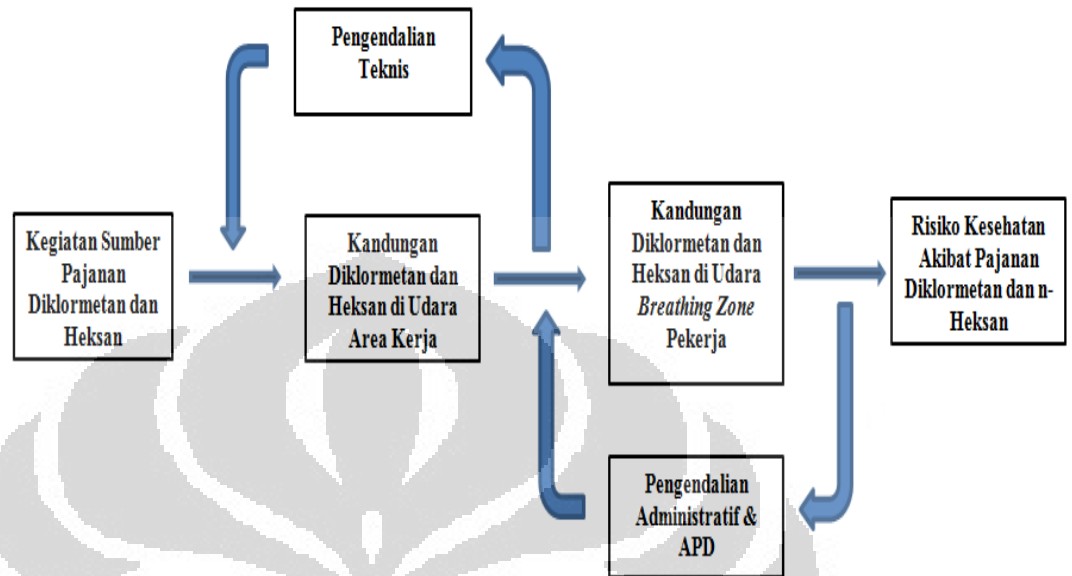 Pengendalian
Teknis
Kegiatan Sumber
Pajanan
Diklormetan dan
Heksan
Kandungan
Diklormetan dan
Heksan di Udara
Area Kerja
Kandungan
Diklormetan dan
Heksan di Udara
Breathing Zone
Pekerja
Risiko Kesehatan
Akibat Pajanan
Diklormetan dan n-
Heksan
Pengendalian
Administratif &
APD